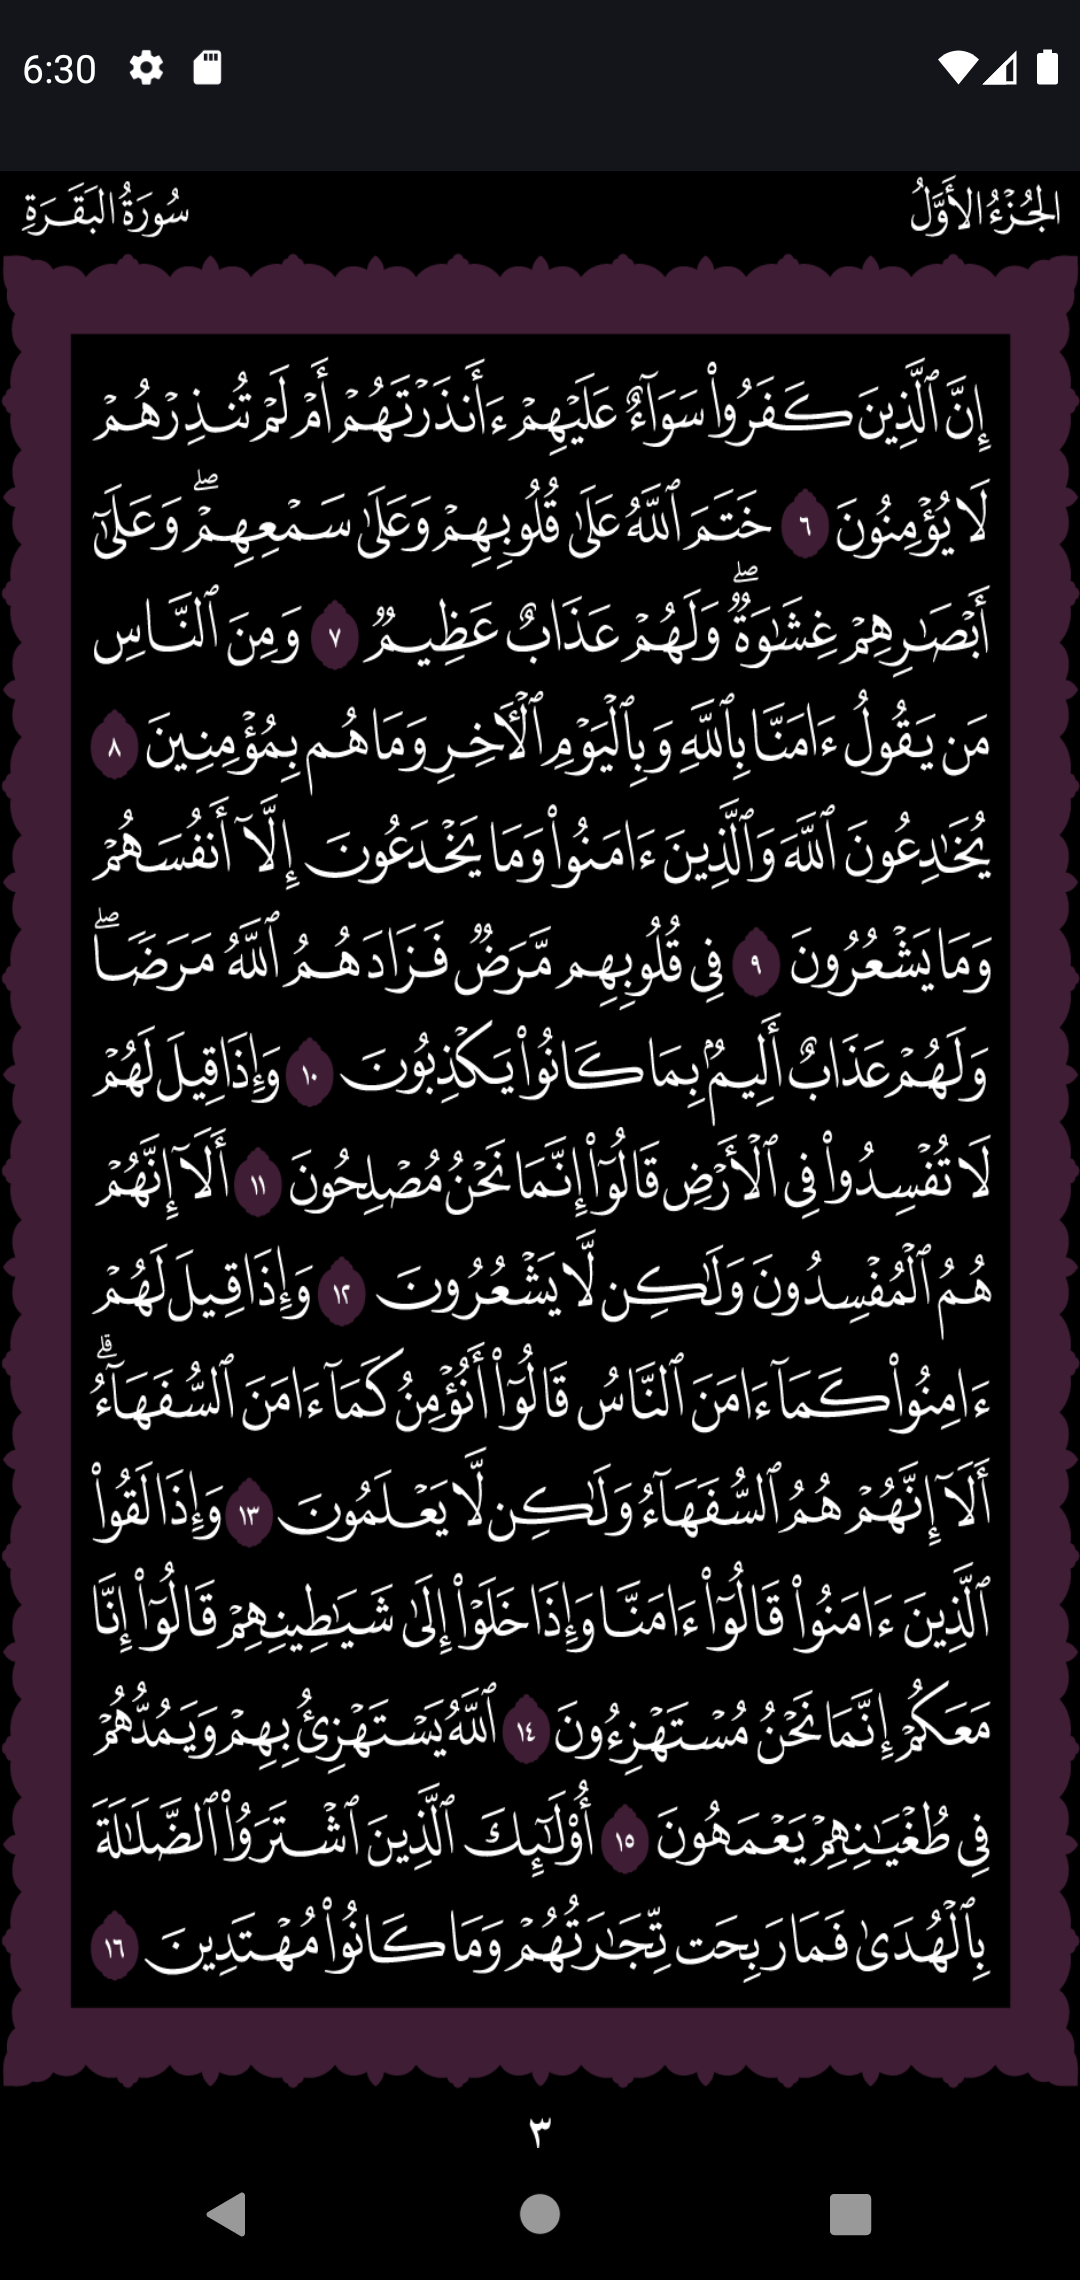 6:30
الجُزْءُ الأَوَّلُ
سُورَةُ البَقَرَةِ
إِنَّ ٱلَّذِينَ كَفَرُوا۟ سَوَآءٌ عَلَيْهِمْ ءَأَنذَرْتَهُمْ أَمْ لَمْ تُنذِرْهُمْ
لَا يُؤْمِنُونَ ٦ خَتَمَ ٱللَّهُ عَلَىٰ قُلُوبِهِمْ وَعَلَىٰ سَمْعِهِمْ ۖ وَعَلَىٰٓ
أَبْصَـٰرِهِمْ غِشَـٰوَةٌ ۖ وَلَهُمْ عَذَابٌ عَظِيمٌ ٧ وَمِنَ ٱلنَّاسِ
مَن يَقُولُ ءَامَنَّا بِٱللَّهِ وَبِٱلْيَوْمِ ٱلْـَٔاخِرِ وَمَا هُم بِمُؤْمِنِينَ ٨
يُخَـٰدِعُونَ ٱللَّهَ وَٱلَّذِينَ ءَامَنُوا۟ وَمَا يَخْدَعُونَ إِلَّآ أَنفُسَهُمْ
وَمَا يَشْعُرُونَ ٩ فِى قُلُوبِهِم مَّرَضٌ فَزَادَهُمُ ٱللَّهُ مَرَضًا ۖ
وَلَهُمْ عَذَابٌ أَلِيمٌۢ بِمَا كَانُوا۟ يَكْذِبُونَ ١٠ وَإِذَا قِيلَ لَهُمْ
لَا تُفْسِدُوا۟ فِى ٱلْأَرْضِ قَالُوٓا۟ إِنَّمَا نَحْنُ مُصْلِحُونَ ١١ أَلَآ إِنَّهُمْ
هُمُ ٱلْمُفْسِدُونَ وَلَـٰكِن لَّا يَشْعُرُونَ ١٢ وَإِذَا قِيلَ لَهُمْ
ءَامِنُوا۟ كَمَآ ءَامَنَ ٱلنَّاسُ قَالُوٓا۟ أَنُؤْمِنُ كَمَآ ءَامَنَ ٱلسُّفَهَآءُ ۗ
أَلَآ إِنَّهُمْ هُمُ ٱلسُّفَهَآءُ وَلَـٰكِن لَّا يَعْلَمُونَ ١٣ وَإِذَا لَقُوا۟
ٱلَّذِينَ ءَامَنُوا۟ قَالُوٓا۟ ءَامَنَّا وَإِذَا خَلَوْا۟ إِلَىٰ شَيَـٰطِينِهِمْ قَالُوٓا۟ إِنَّا
مَعَكُمْ إِنَّمَا نَحْنُ مُسْتَهْزِءُونَ ١٤ ٱللَّهُ يَسْتَهْزِئُ بِهِمْ وَيَمُدُّهُمْ
فِى طُغْيَـٰنِهِمْ يَعْمَهُونَ ١٥ أُو۟لَـٰٓئِكَ ٱلَّذِينَ ٱشْتَرَوُا۟ ٱلضَّلَـٰلَةَ
بِٱلْهُدَىٰ فَمَا رَبِحَت تِّجَـٰرَتُهُمْ وَمَا كَانُوا۟ مُهْتَدِينَ ١٦
٣